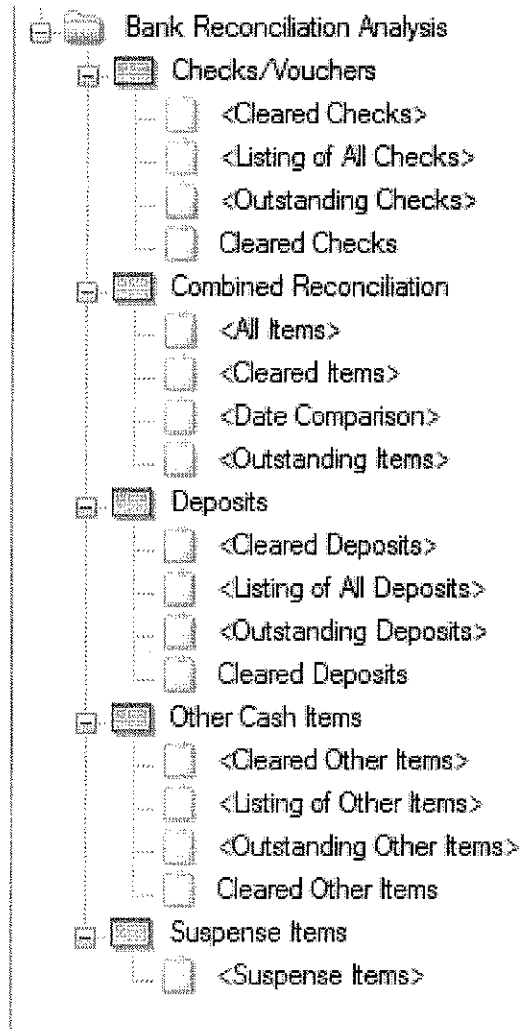 Bank Reconciliation Analysis
Checks/Vouchers
<Cleared Checks>
<Listing of All Checks>
<Outstanding Checks>
Cleared Checks
Combined Reconciliation
<All Items>
<Cleared Items>
<Date Comparison>
<Outstanding Items>
Deposits
<Cleared Deposits>
<Listing of All Deposits>
<Outstanding Deposits>
Cleared Deposits
Other Cash Items
<Cleared Other Items>
<Listing of Other Items>
<Outstanding Other Items>
Cleared Other Items
Suspense Items
<Suspense Items>